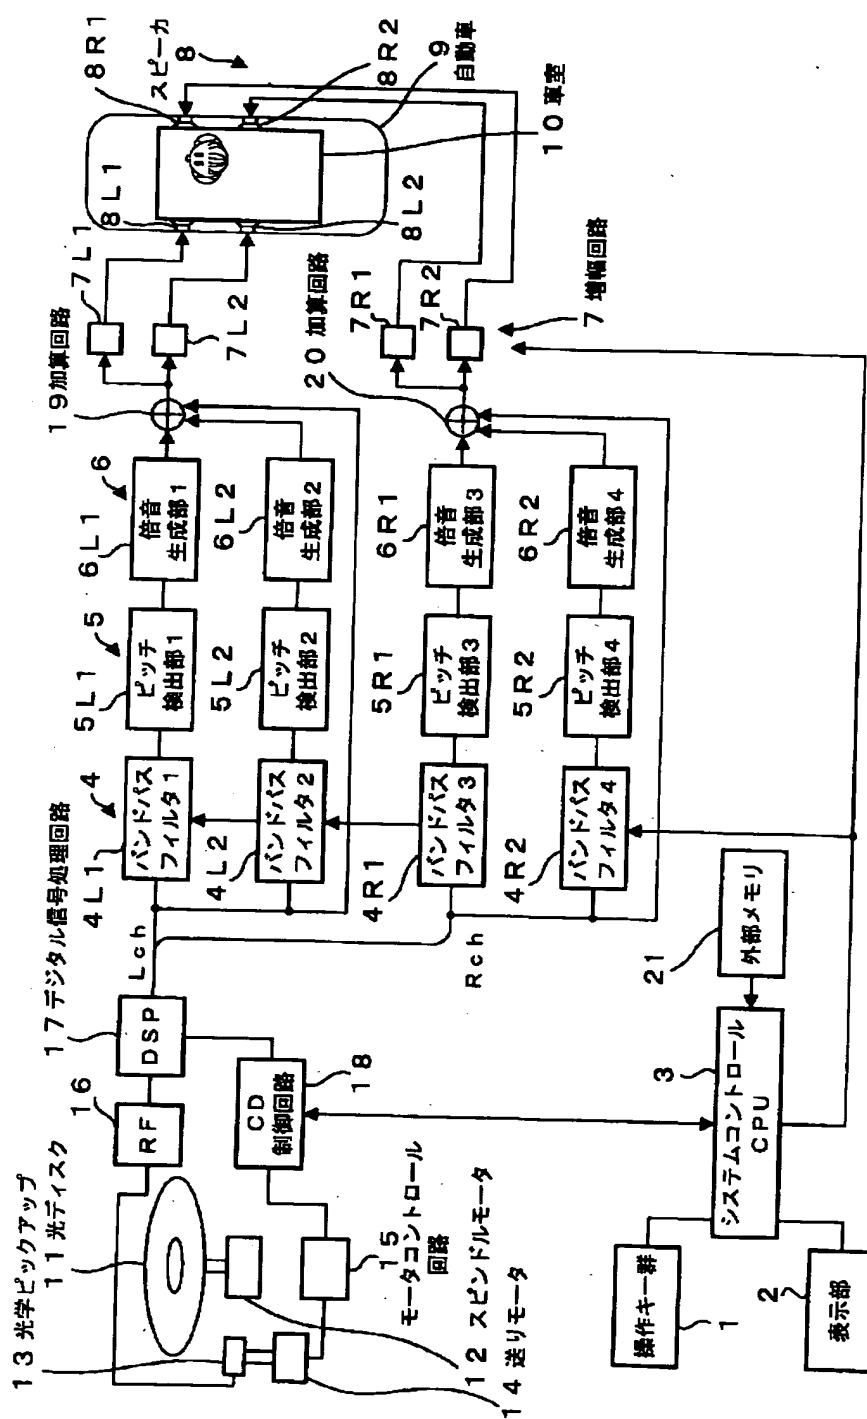 13 光学ピックアップ
11 光ディスク
16
RF
17 デジタル信号処理回路
DSP
12 スピンドルモータ
14 送りモータ
15
モータコントロール
回路
CD
制御回路
18
Lch
Rch
4L1
4
バンドパス
フィルタ1
5L1
5
ピッチ
検出部1
6L1
6
倍音
生成部1
19 加算回路
7L1
4L2
バンドパス
フィルタ2
5L2
ピッチ
検出部2
6L2
倍音
生成部2
7L2
4R1
バンドパス
フィルタ3
5R1
ピッチ
検出部3
6R1
倍音
生成部3
20 加算回路
7R1
7R2
4R2
バンドパス
フィルタ4
5R2
ピッチ
検出部4
6R2
倍音
生成部4
7 増幅回路
8L1
8L2
8R1
スピーカ
8
8R2
9
自動車
10 車室
操作キー群
1
2
表示部
3
システムコントロール
CPU
21
外部メモリ